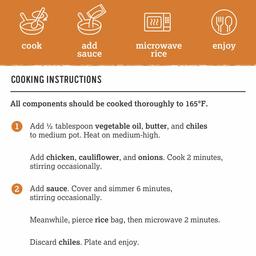 cook
add
sauce
microwave
rice
enjoy
COOKING INSTRUCTIONS
All components should be cooked thoroughly to 165°F.
1 Add ½ tablespoon vegetable oil, butter, and chiles
to medium pot. Heat on medium-high.
Add chicken, cauliflower, and onions. Cook 2 minutes,
stirring occasionally.
2 Add sauce. Cover and simmer 6 minutes,
stirring occasionally.
Meanwhile, pierce rice bag, then microwave 2 minutes.
Discard chiles. Plate and enjoy.